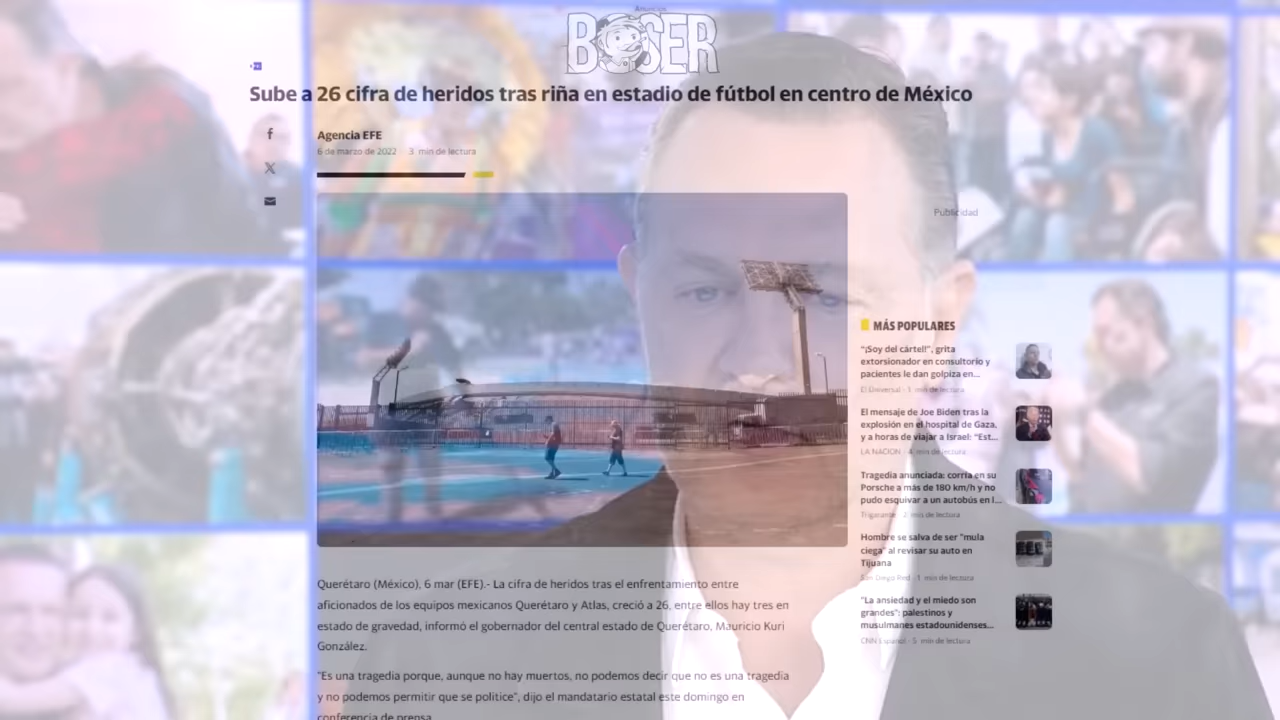 Anuncios
BOSER
Sube a 26 cifra de heridos tras riña en estadio de fútbol en centro de México
Agencia EFE
6 de marzo de 2022 · 3 min de lectura
Publicidad
MÁS POPULARES
"¡Soy del cártel!", grita
extorsionador en consultorio y
pacientes le dan golpiza en...
El Universal · 1 min de lectura
El mensaje de Joe Biden tras la
explosión en el hospital de Gaza,
y a horas de viajar a Israel: "Est...
LA NACION · 4 min de lectura
Tragedia anunciada: corría en su
Porsche a más de 180 km/h y no
pudo esquivar a un autobús en l...
2 min de lectura
Hombre se salva de ser "mula
ciega" al revisar su auto en
Tijuana
San Diego Red · 1 min de lectura
"La ansiedad y el miedo son
grandes": palestinos y
musulmanes estadounidenses...
CNN Español · 5 min de lectura
Querétaro (México), 6 mar (EFE).- La cifra de heridos tras el enfrentamiento entre
aficionados de los equipos mexicanos Querétaro y Atlas, creció a 26, entre ellos hay tres en
estado de gravedad, informó el gobernador del central estado de Querétaro, Mauricio Kuri
González.
"Es una tragedia porque, aunque no hay muertos, no podemos decir que no es una tragedia
y no podemos permitir que se politice", dijo el mandatario estatal este domingo en
conferencia de prensa.